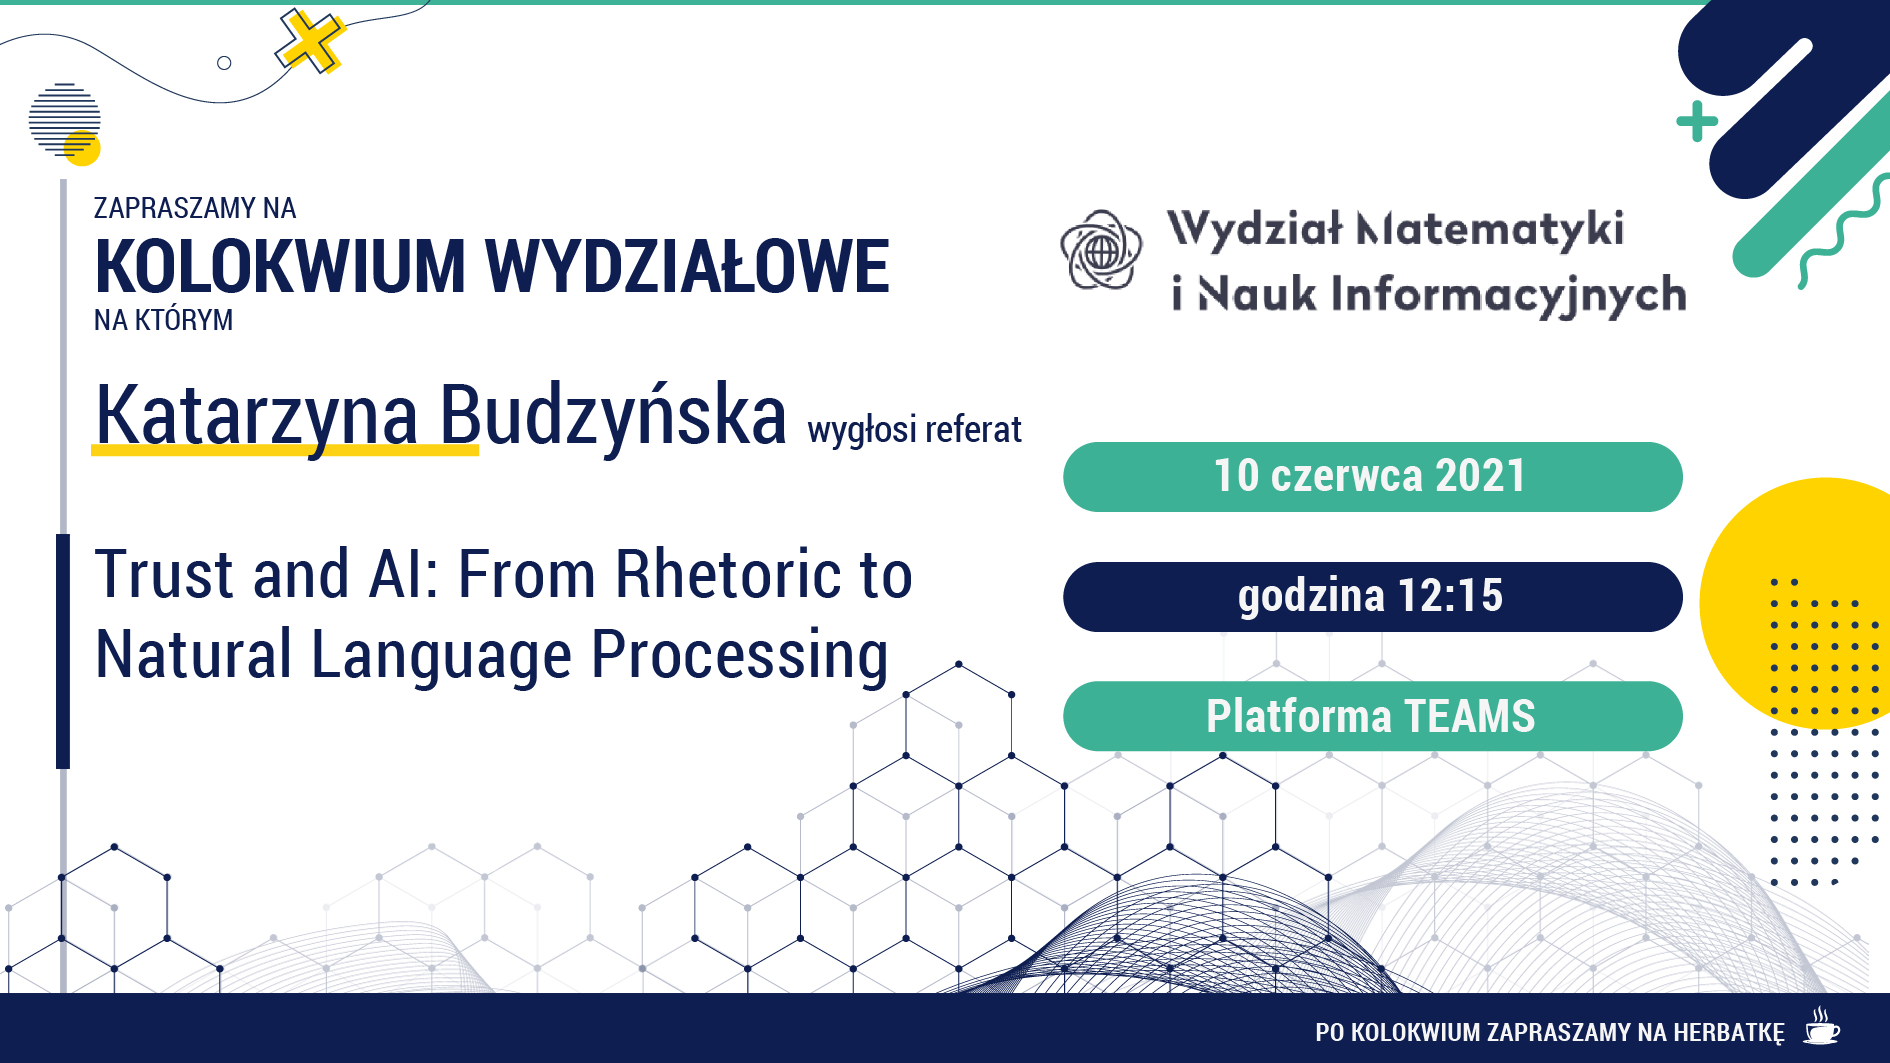 ZAPRASZAMY NA
KOLOKWIUM WYDZIAŁOWE
NA KTÓRYM
Katarzyna Budzyńska wygłosi referat
Trust and AI: From Rhetoric to
Natural Language Processing
Wydział Matematyki
i Nauk Informacyjnych
10 czerwca 2021
godzina 12:15
Platforma TEAMS
PO KOLOKWIUM ZAPRASZAMY NA HERBATKĘ